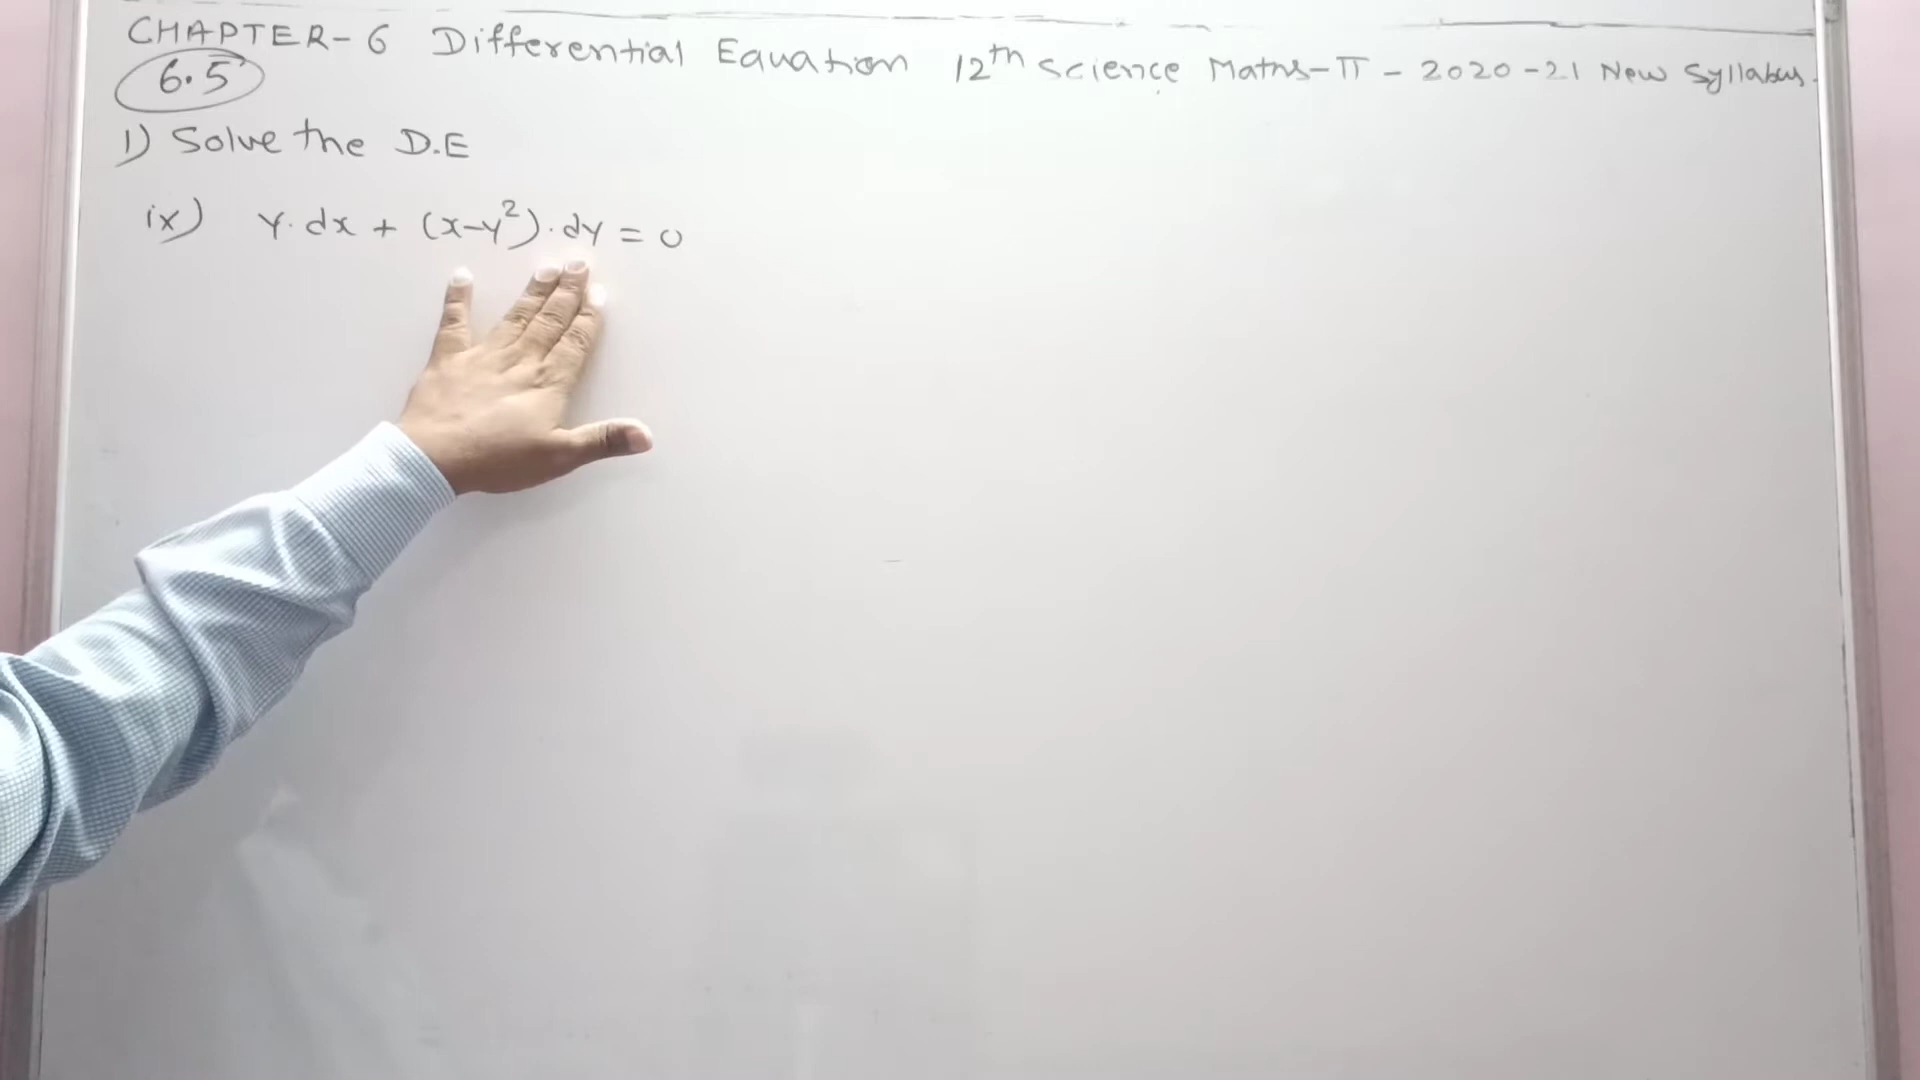 CHAPTER-6 Differential Equation 12th Science Maths-II - 2020-21 New Syllabus.
6.5
1) Solve the D.E
ix) y·dx + (x-y²)·dy = 0